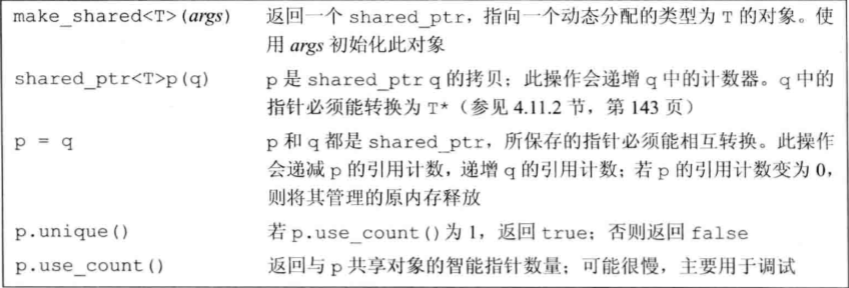 make_shared<T>(args) 返回一个 shared_ptr，指向一个动态分配的类型为 T 的对象。使
用 args 初始化此对象
shared_ptr<T>p(q) p 是 shared_ptr q 的拷贝；此操作会递增 q 中的计数器。q 中的
指针必须能转换为 T*（参见 4.11.2 节，第 143 页）
p = q p 和 q 都是 shared_ptr，所保存的指针必须能相互转换。此操作
会递减 p 的引用计数，递增 q 的引用计数；若 p 的引用计数变为 0，
则将其管理的原内存释放
p.unique() 若 p.use_count()为 1，返回 true；否则返回 false
p.use_count() 返回与 p 共享对象的智能指针数量；可能很慢，主要用于调试